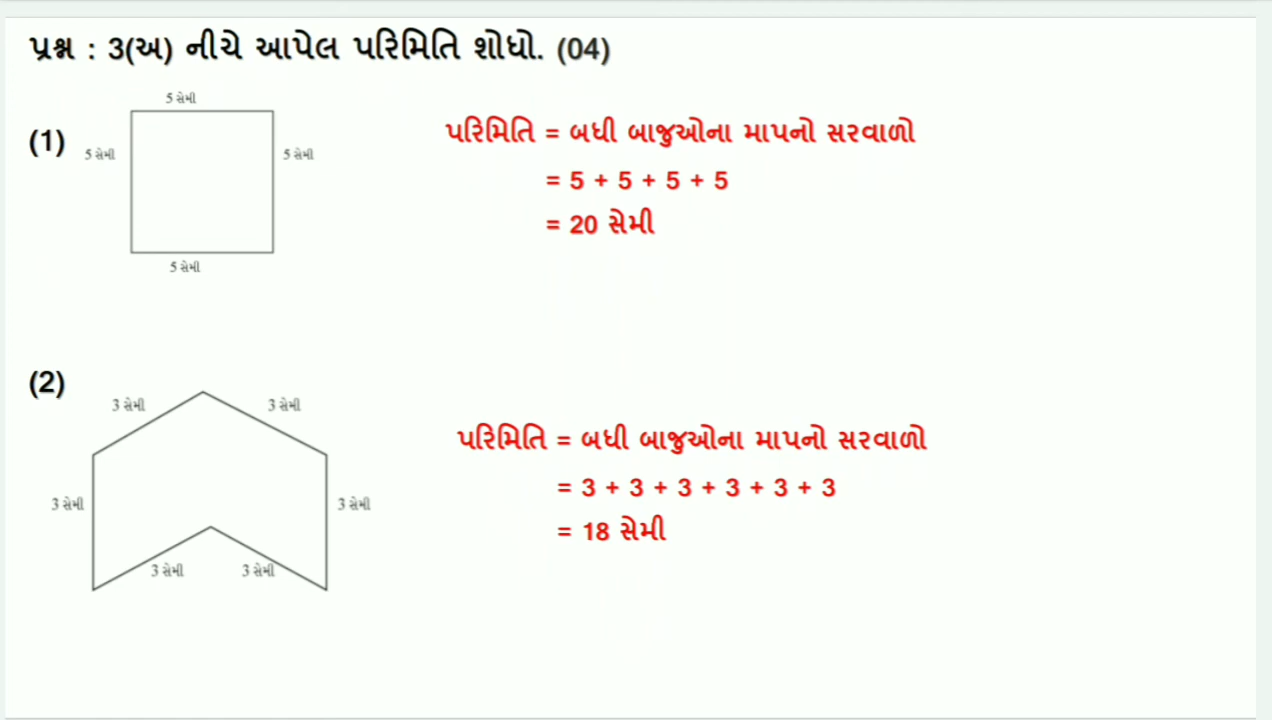 પ્રશ્ન : 3(અ) નીચે આપેલ પરિમિતિ શોધો. (04)
(1)
5 સેમી
5 સેમી
5 સેમી
5 સેમી
પરિમિતિ = બધી બાજુઓના માપનો સરવાળો
= 5 + 5 + 5 + 5
= 20 સેમી
(2)
3 સેમી
3 સેમી
3 સેમી
3 સેમી
3 સેમી
3 સેમી
પરિમિતિ = બધી બાજુઓના માપનો સરવાળો
= 3 + 3 + 3 + 3 + 3 + 3
= 18 સેમી